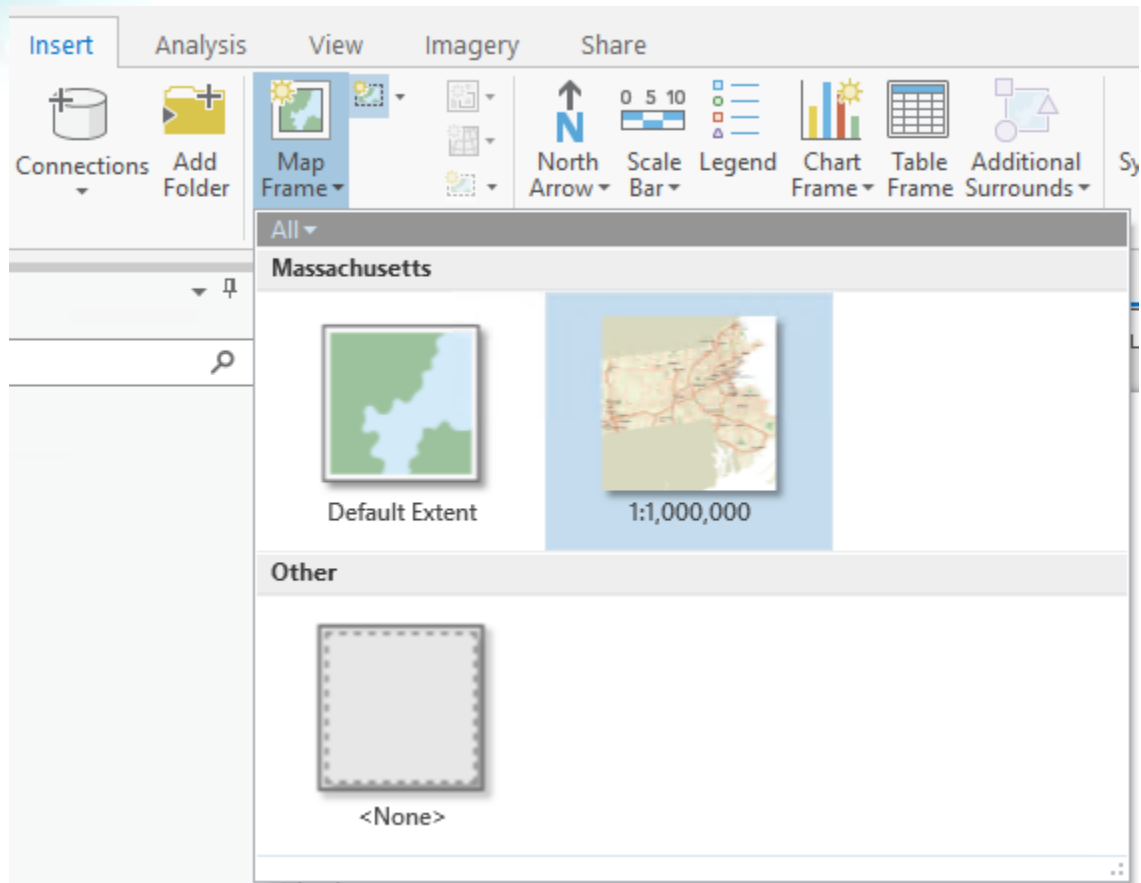 Insert Analysis View Imagery Share
0 5 10
N
Connections
Add
Folder
Map
Frame
North
Arrow
Scale
Bar
Legend
Chart
Frame
Table
Frame
Additional
Surrounds
Sy
All
Massachusetts
Default Extent
1:1,000,000
Other
<None>